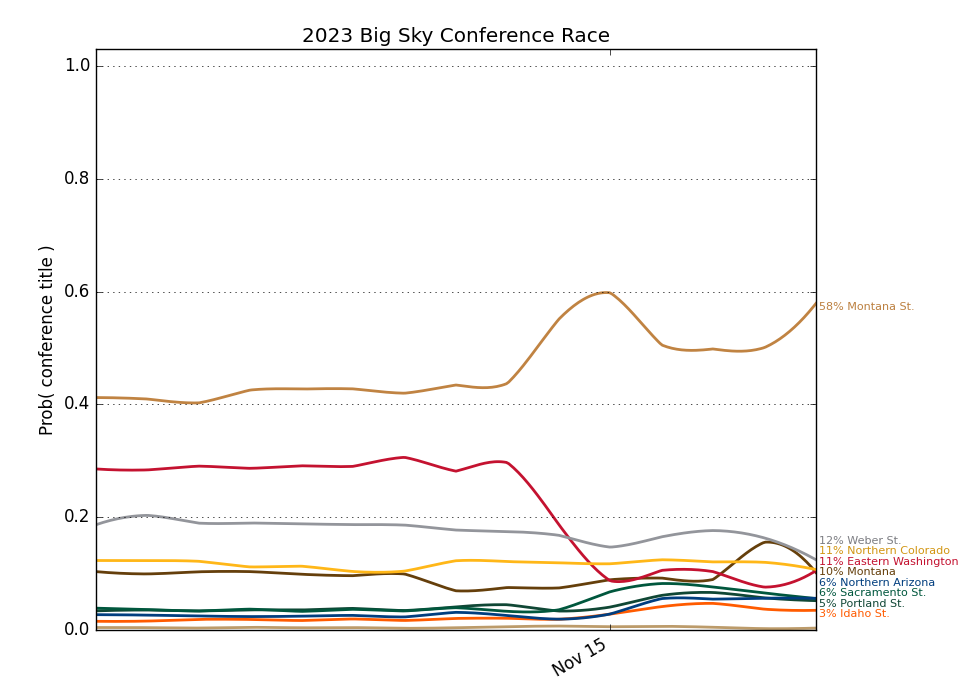 2023 Big Sky Conference Race
1.0
0.8
0.6
0.4
0.2
0.0
Prob( conference title )
Nov 15
58% Montana St.
12% Weber St.
11% Northern Colorado
11% Eastern Washington
10% Montana
6% Northern Arizona
6% Sacramento St.
5% Portland St.
3% Idaho St.